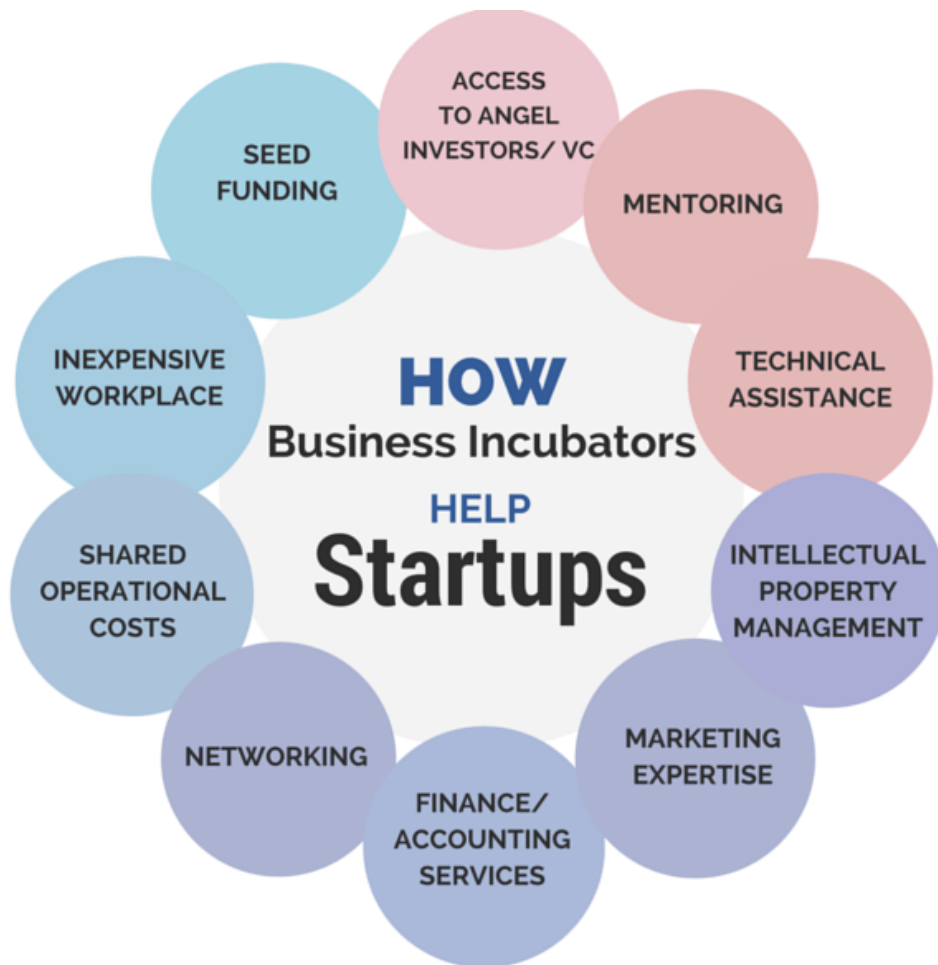 HOW
Business Incubators
HELP
Startups
ACCESS
TO ANGEL
INVESTORS/ VC
MENTORING
TECHNICAL
ASSISTANCE
INTELLECTUAL
PROPERTY
MANAGEMENT
MARKETING
EXPERTISE
FINANCE/
ACCOUNTING
SERVICES
NETWORKING
SHARED
OPERATIONAL
COSTS
INEXPENSIVE
WORKPLACE
SEED
FUNDING